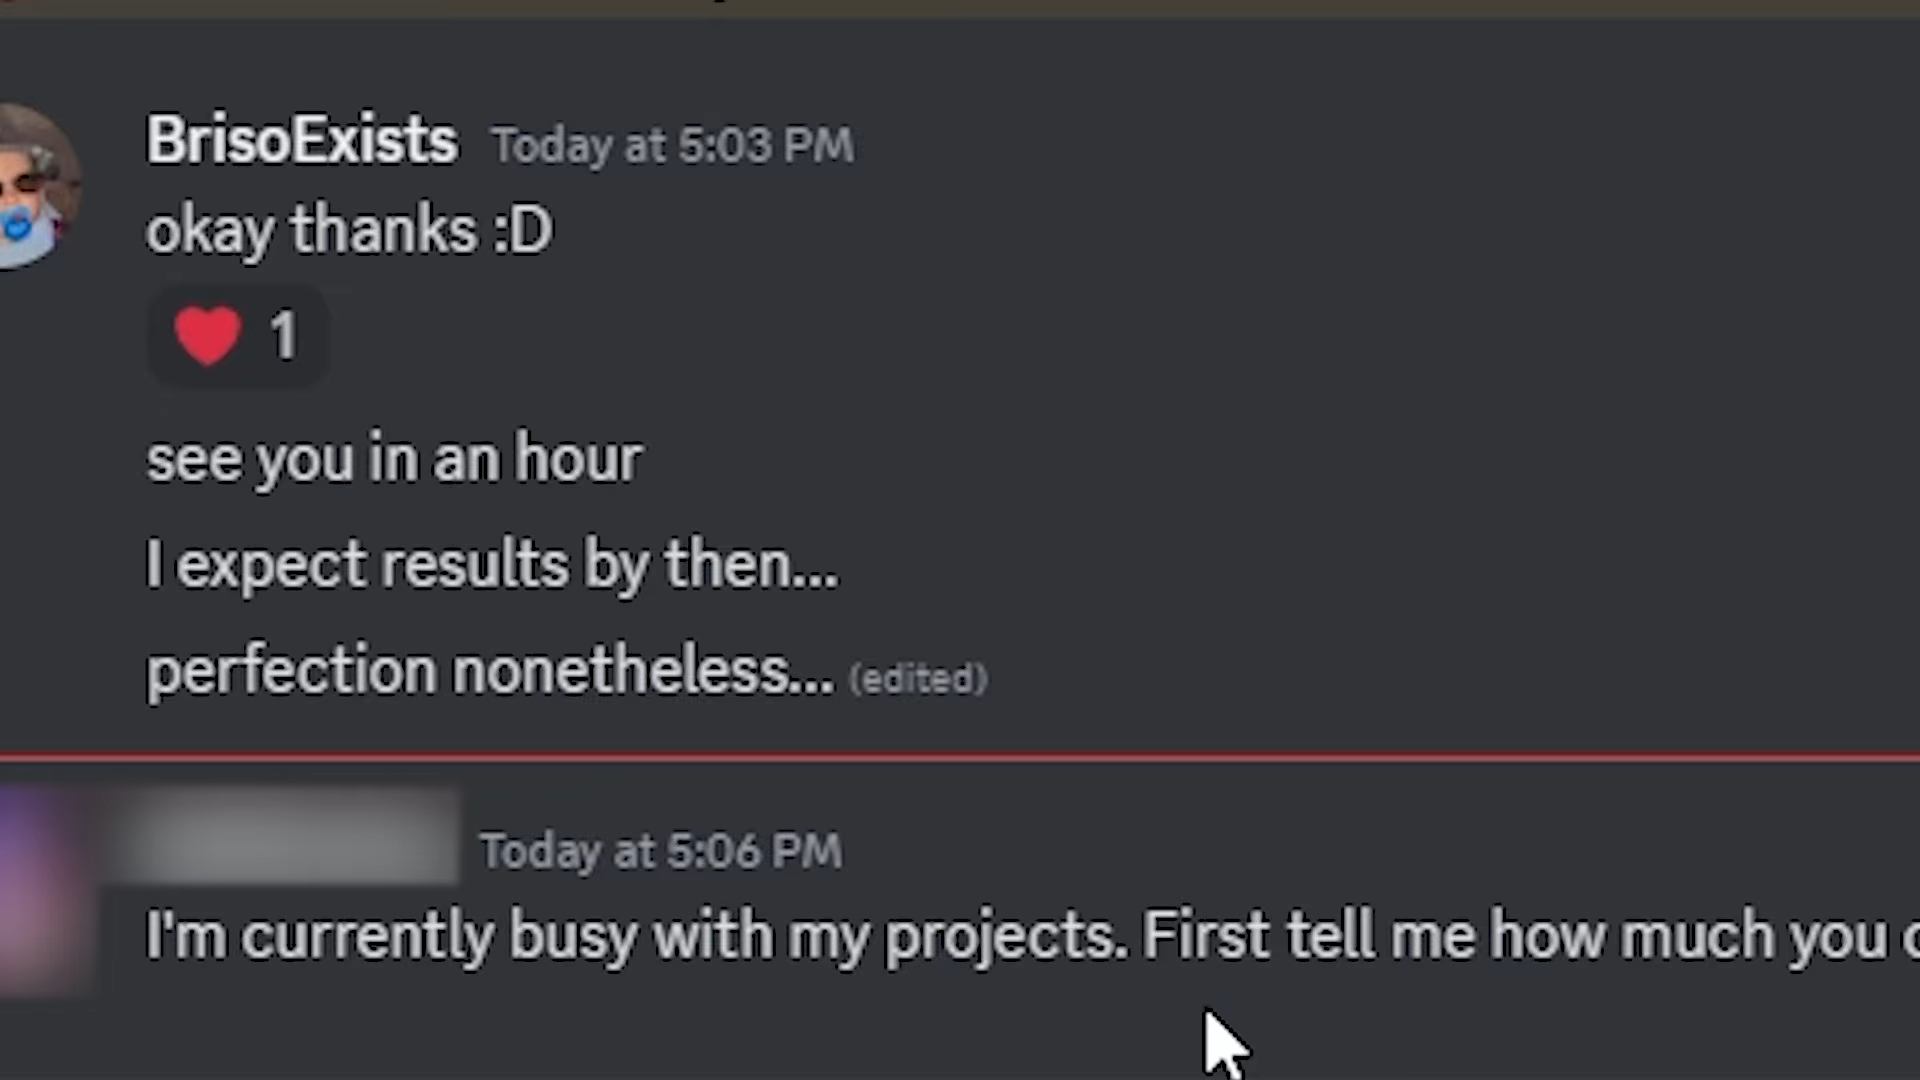 BrisoExists Today at 5:03 PM
okay thanks :D
❤️ 1
see you in an hour
I expect results by then...
perfection nonetheless... (edited)
Today at 5:06 PM
I'm currently busy with my projects. First tell me how much you